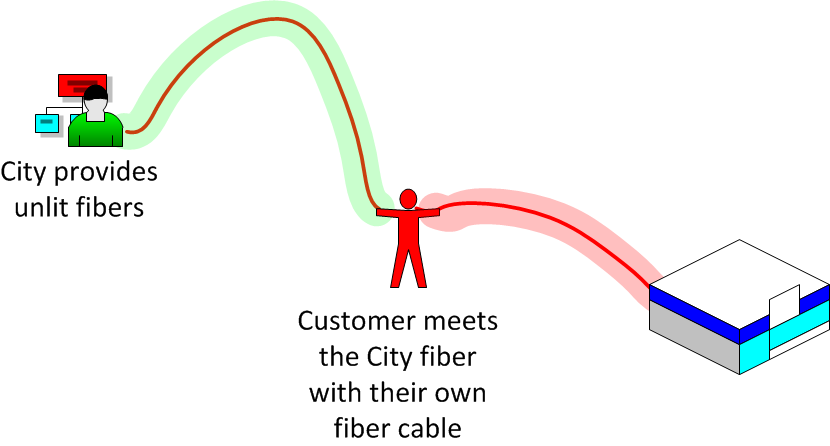 City provides
unlit fibers
Customer meets
the City fiber
with their own
fiber cable